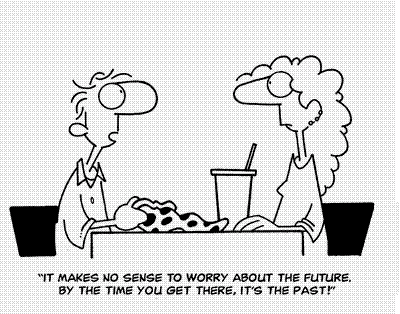 "IT MAKES NO SENSE TO WORRY ABOUT THE FUTURE.
BY THE TIME YOU GET THERE, IT'S THE PAST!"